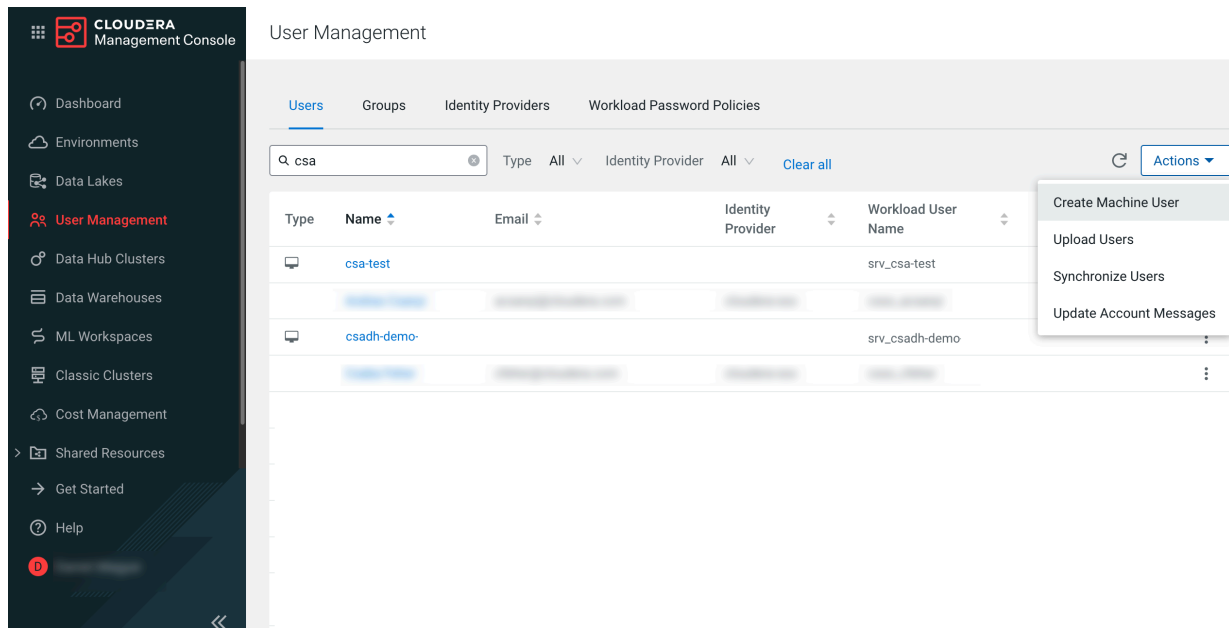 CLOUDERA
Management Console
Dashboard
Environments
Data Lakes
User Management
Data Hub Clusters
Data Warehouses
ML Workspaces
Classic Clusters
Cost Management
Shared Resources
Get Started
Help
D
User Management
Users Groups Identity Providers Workload Password Policies
csa Type All Identity Provider All Clear all Actions
Type Name Email Identity Provider Workload User Name
csa-test srv_csa-test
csadh-demo- srv_csadh-demo-
Create Machine User
Upload Users
Synchronize Users
Update Account Messages